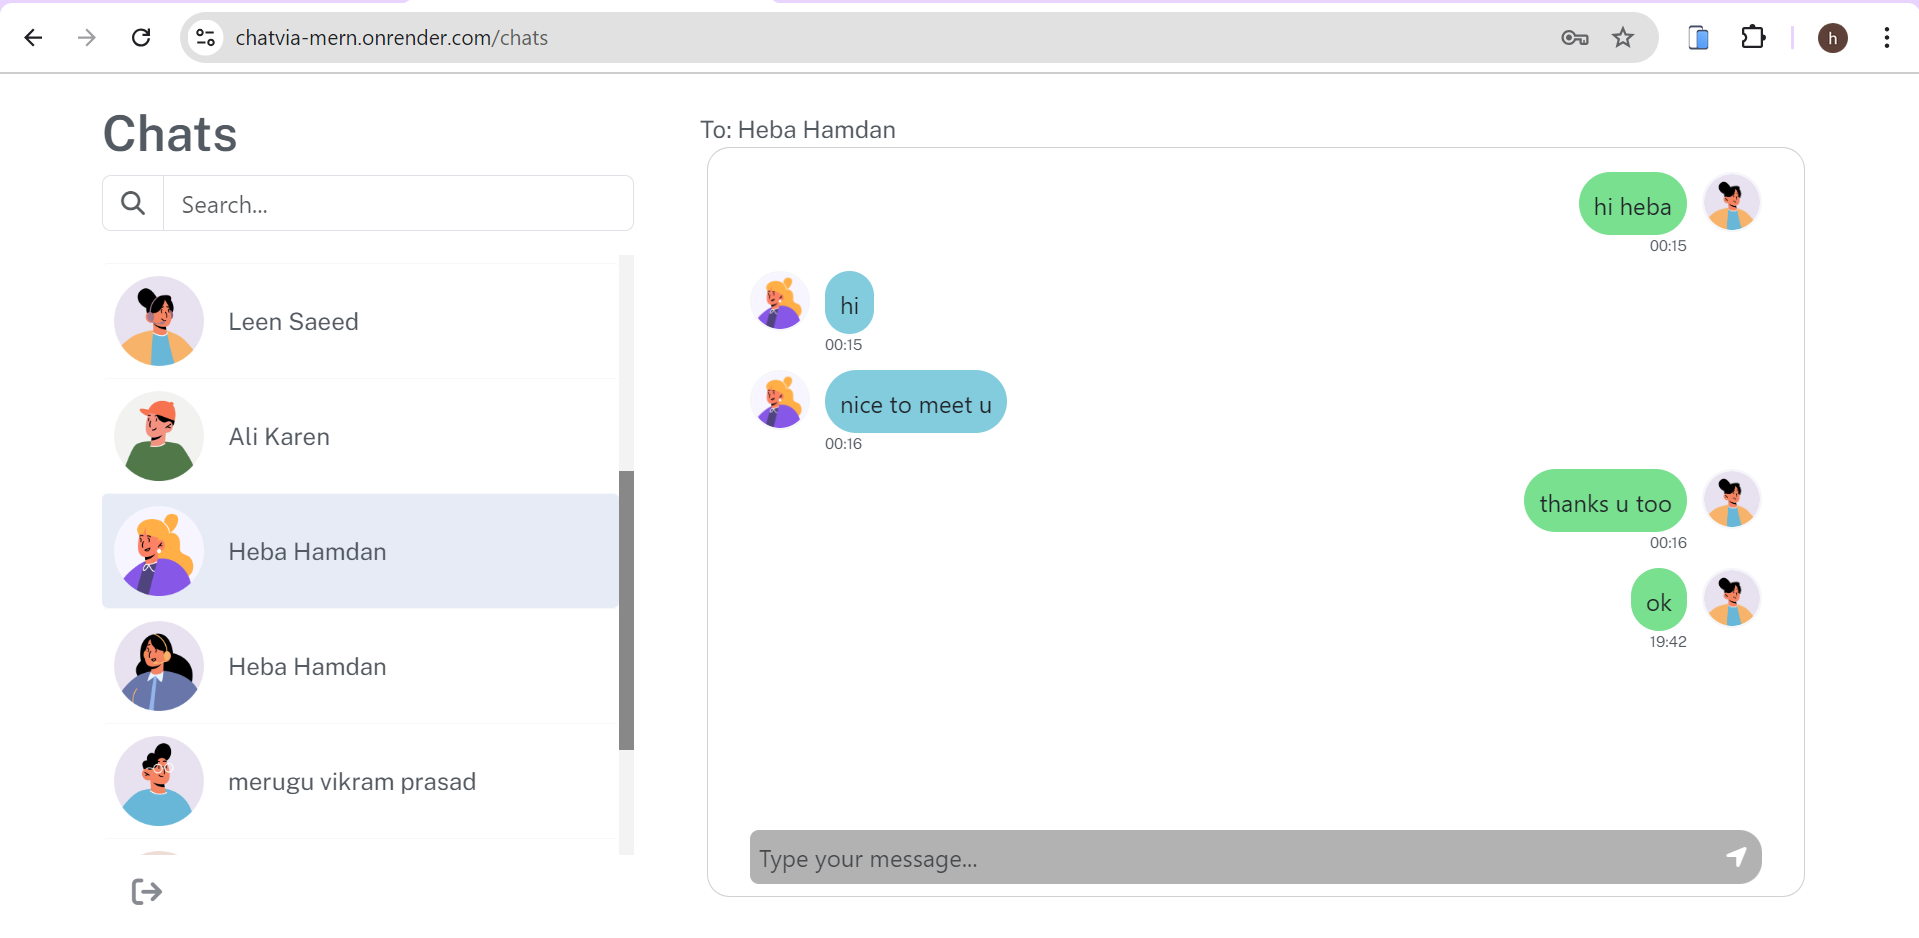 chatvia-mern.onrender.com/chats
h
Chats
Search...
Leen Saeed
Ali Karen
Heba Hamdan
Heba Hamdan
merugu vikram prasad
To: Heba Hamdan
hi heba
00:15
hi
00:15
nice to meet u
00:16
thanks u too
00:16
ok
19:42
Type your message...